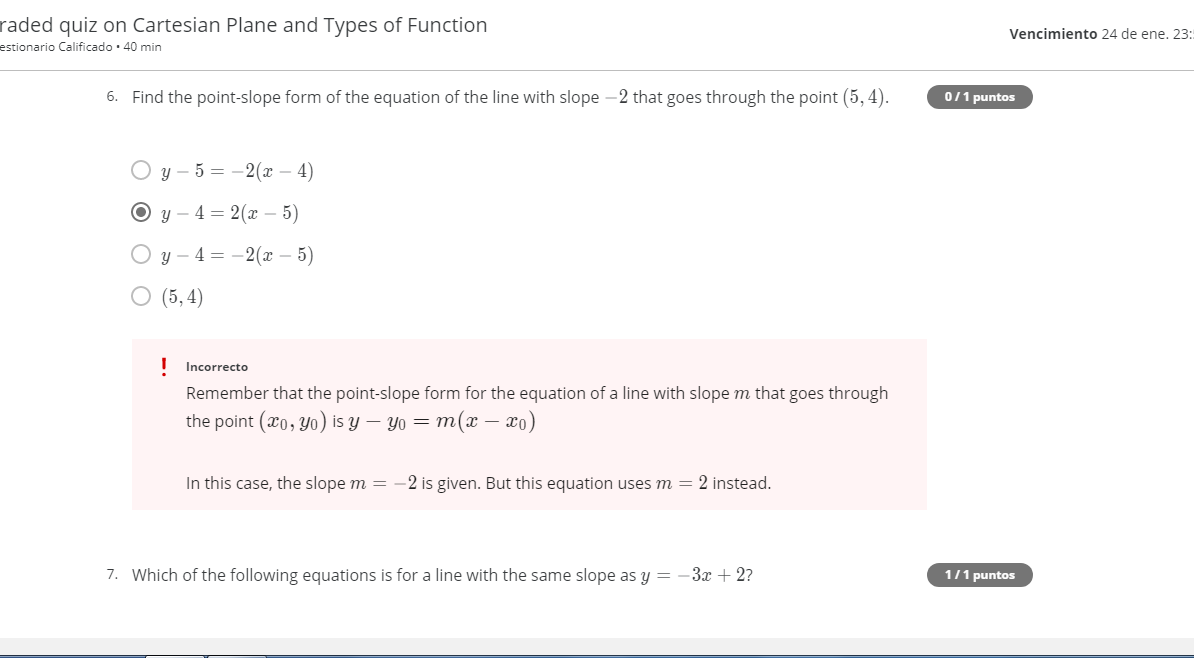 raded quiz on Cartesian Plane and Types of Function
estionario Calificado • 40 min
Vencimiento 24 de ene. 23:
6. Find the point-slope form of the equation of the line with slope −2 that goes through the point (5, 4).
0 / 1 puntos
y − 5 = −2(x − 4)
y − 4 = 2(x − 5)
y − 4 = −2(x − 5)
(5, 4)
! Incorrecto
Remember that the point-slope form for the equation of a line with slope m that goes through
the point (x₀, y₀) is y − y₀ = m(x − x₀)
In this case, the slope m = −2 is given. But this equation uses m = 2 instead.
7. Which of the following equations is for a line with the same slope as y = −3x + 2?
1 / 1 puntos